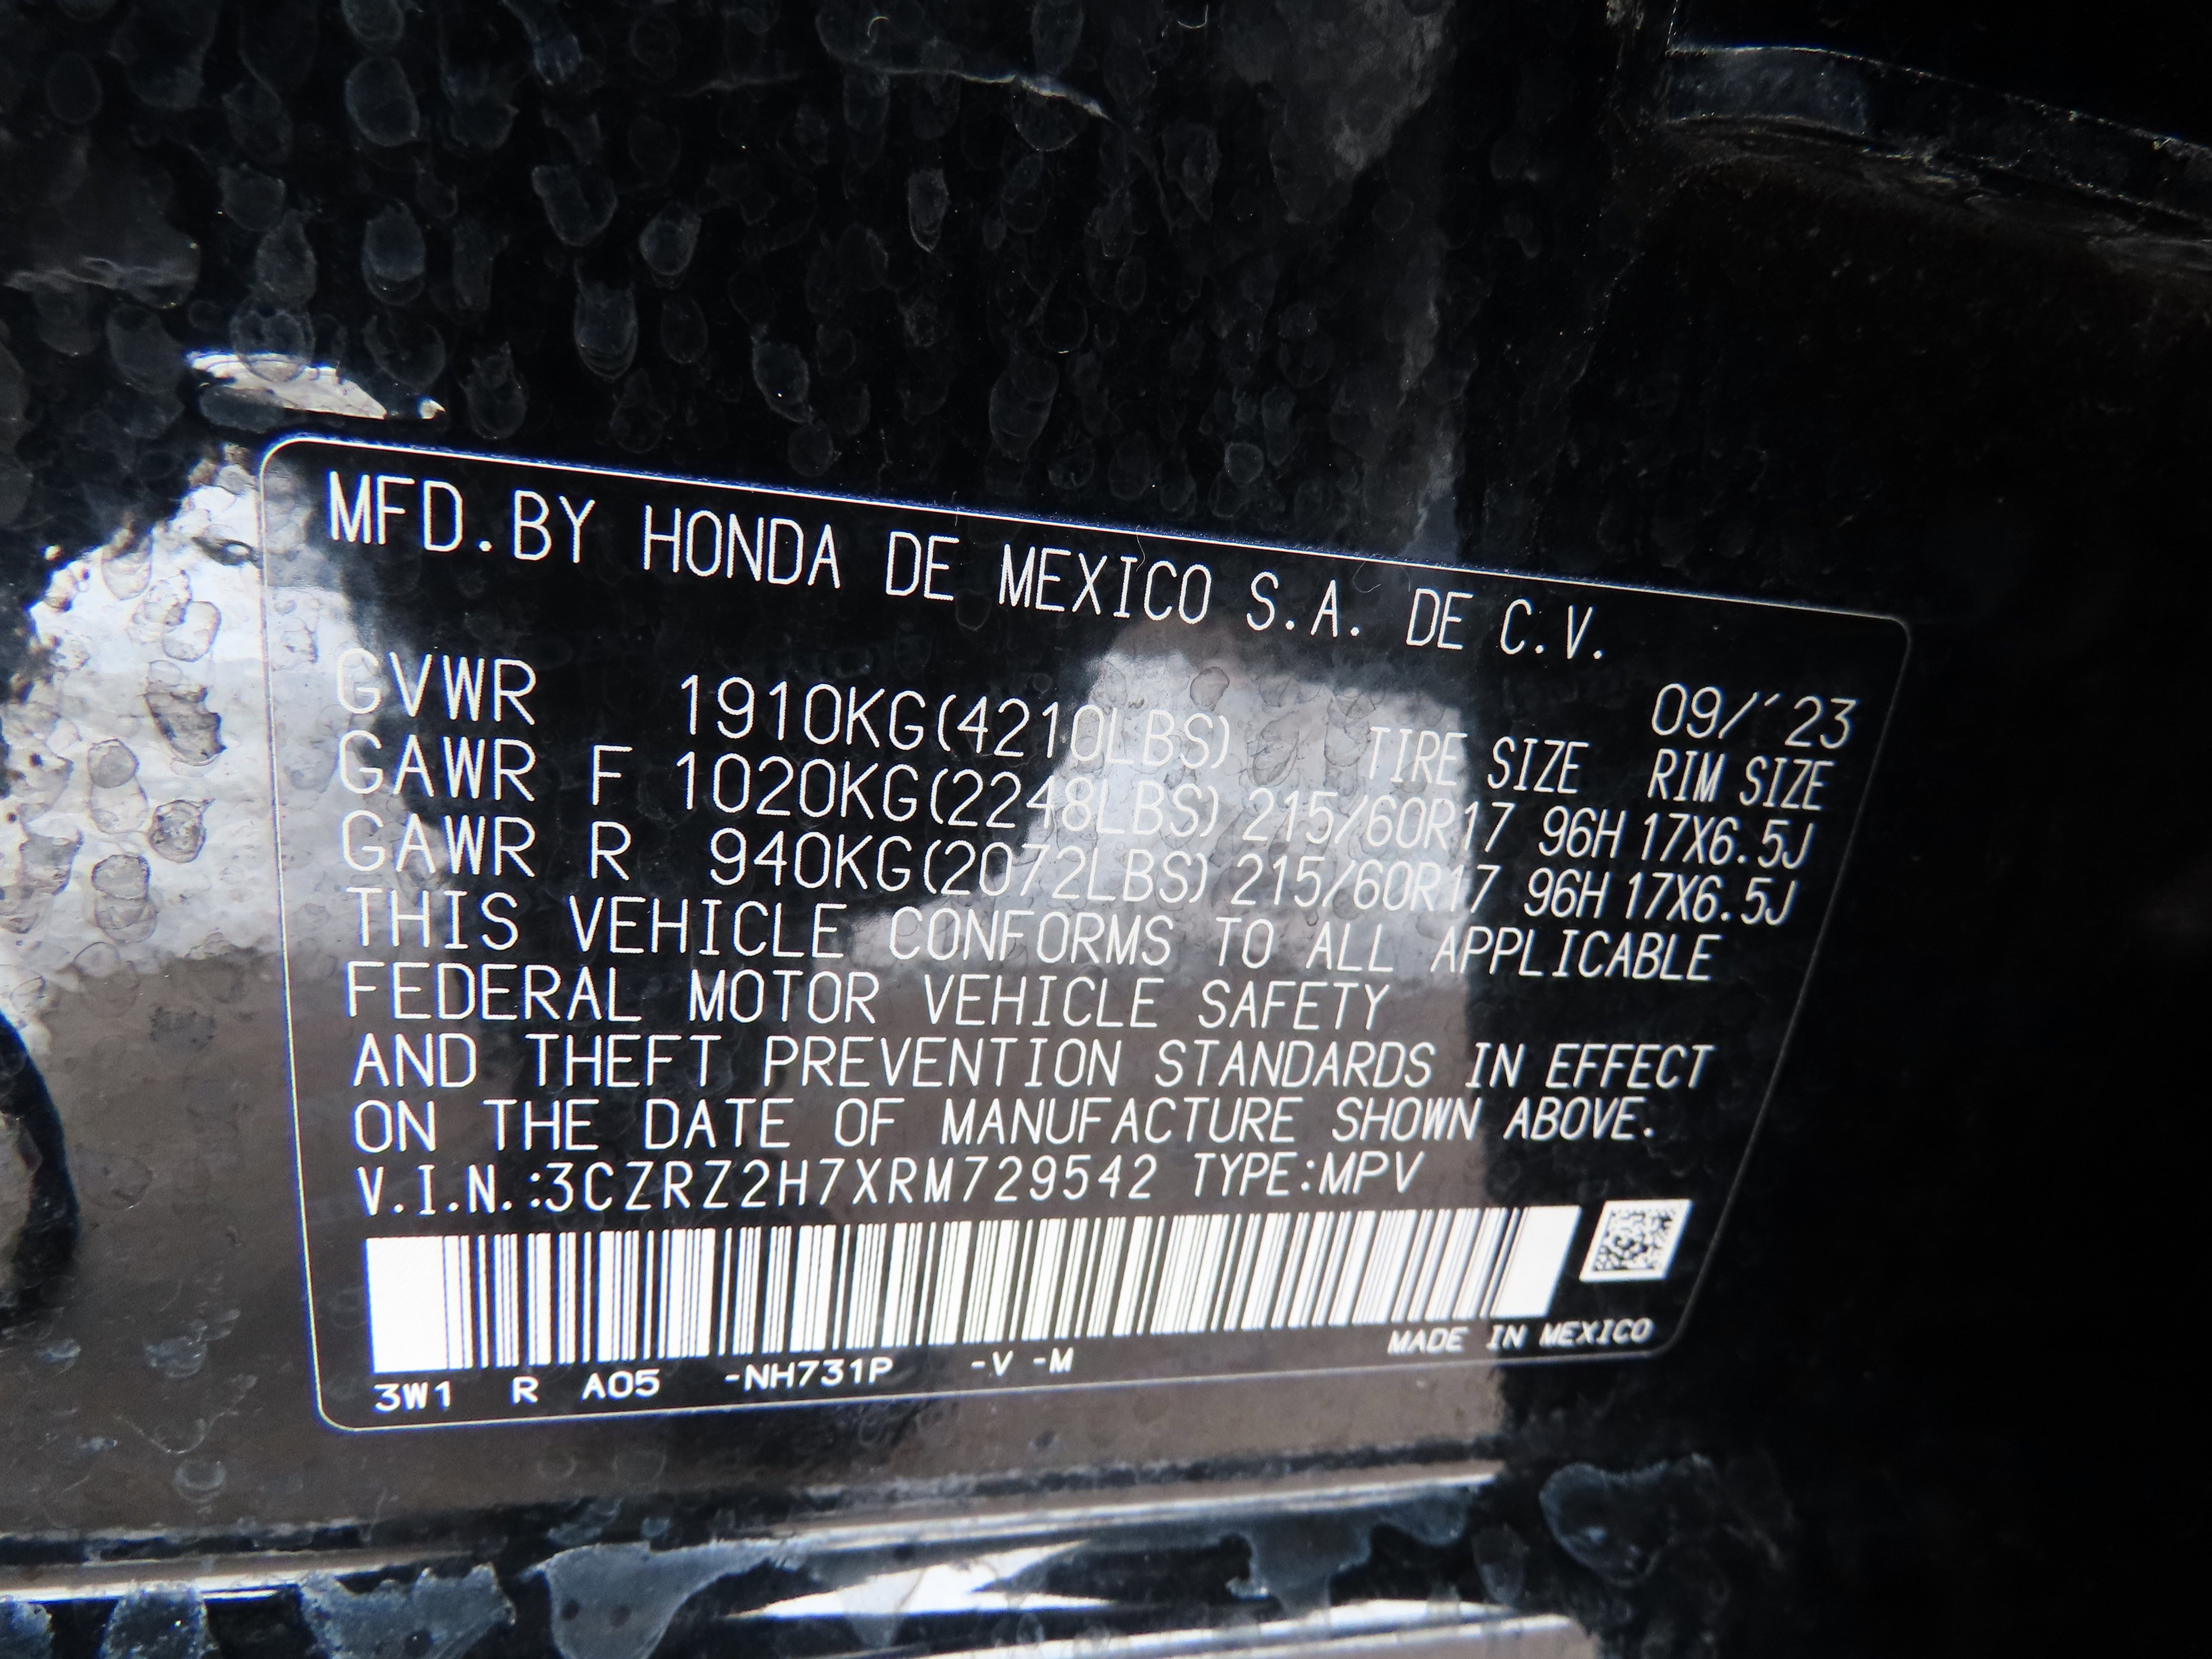 MFD.BY HONDA DE MEXICO S.A. DE C.V.
09/´23
GVWR 1910KG(4210LBS) TIRE SIZE RIM SIZE
GAWR F 1020KG(2248LBS) 215/60R17 96H 17X6.5J
GAWR R 940KG(2072LBS) 215/60R17 96H 17X6.5J
THIS VEHICLE CONFORMS TO ALL APPLICABLE
FEDERAL MOTOR VEHICLE SAFETY
AND THEFT PREVENTION STANDARDS IN EFFECT
ON THE DATE OF MANUFACTURE SHOWN ABOVE.
V.I.N.:3CZRZ2H7XRM729542 TYPE:MPV
MADE IN MEXICO
3W1 R A05 -NH731P -V -M